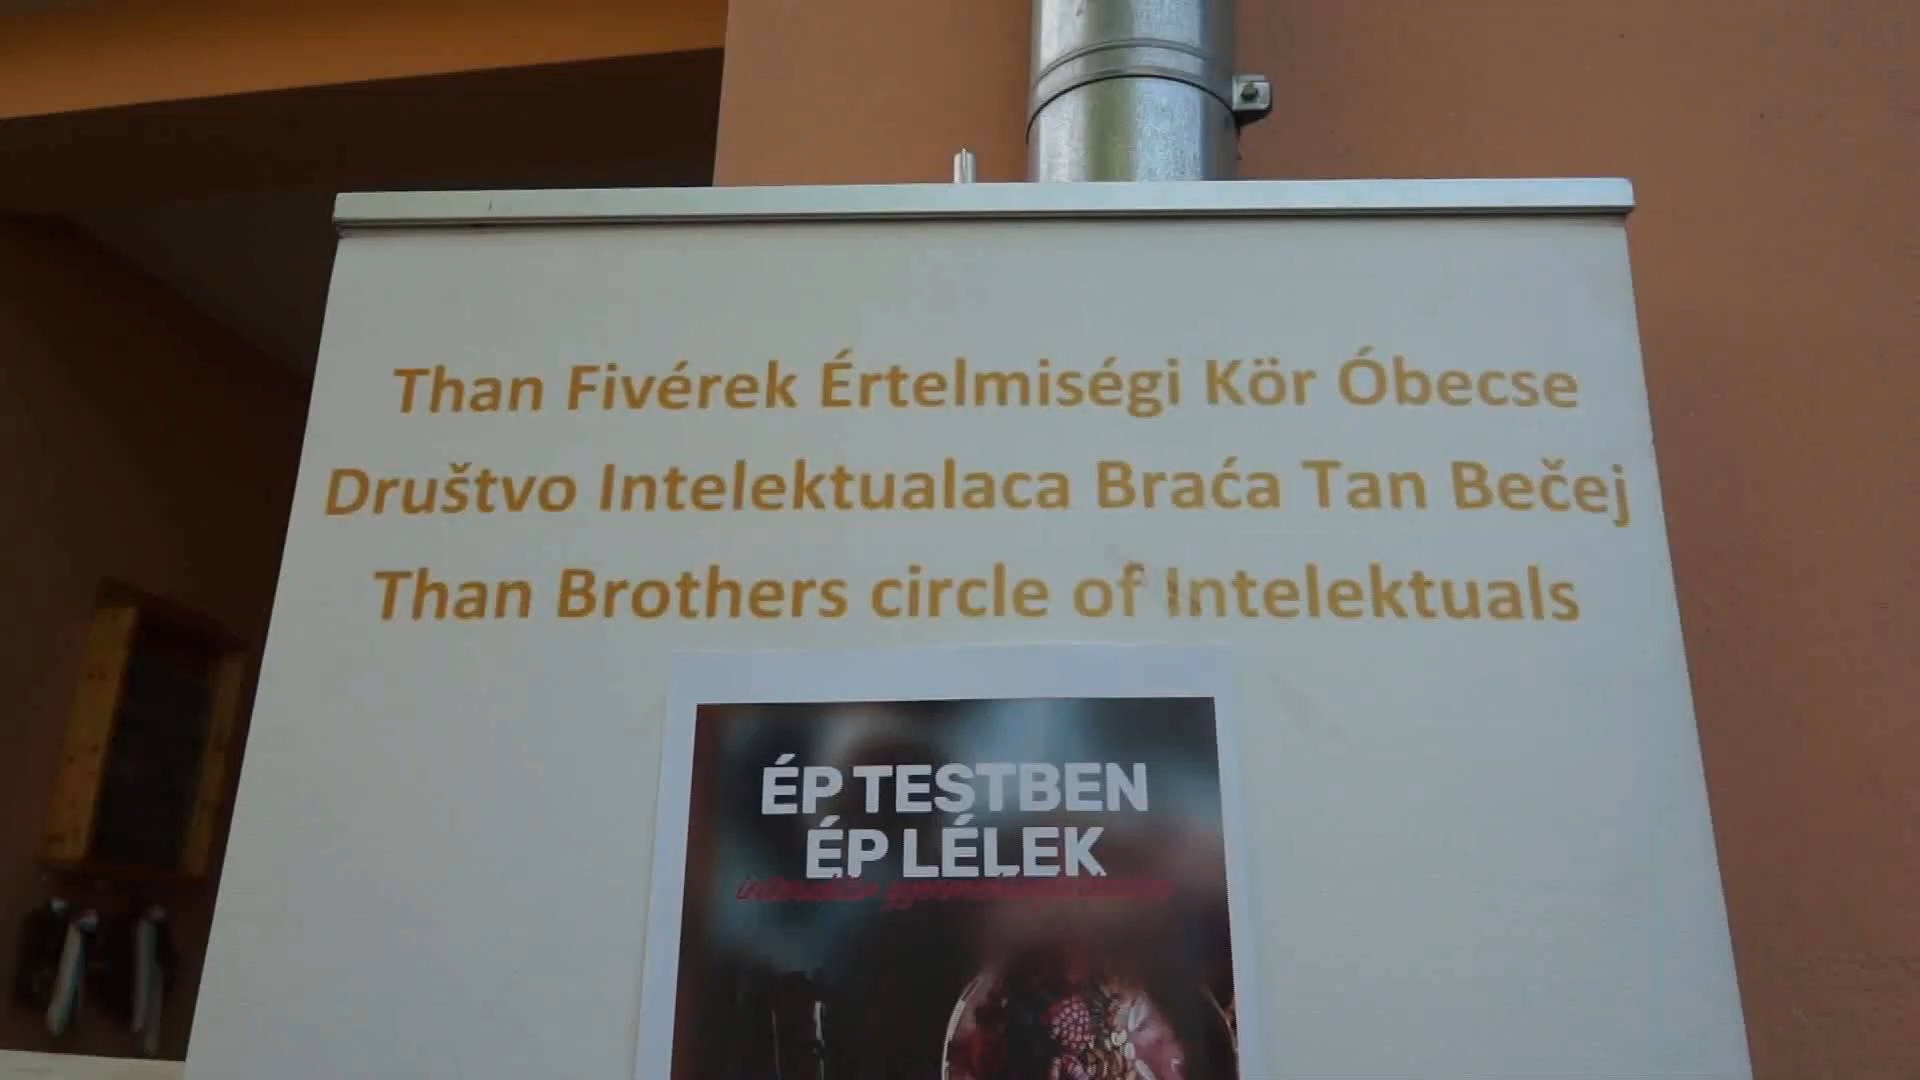 Than Fivérek Értelmiségi Kör Óbecse
Društvo Intelektualaca Braća Tan Bečej
Than Brothers circle of Intelektuals
ÉP TESTBEN
ÉP LÉLEK